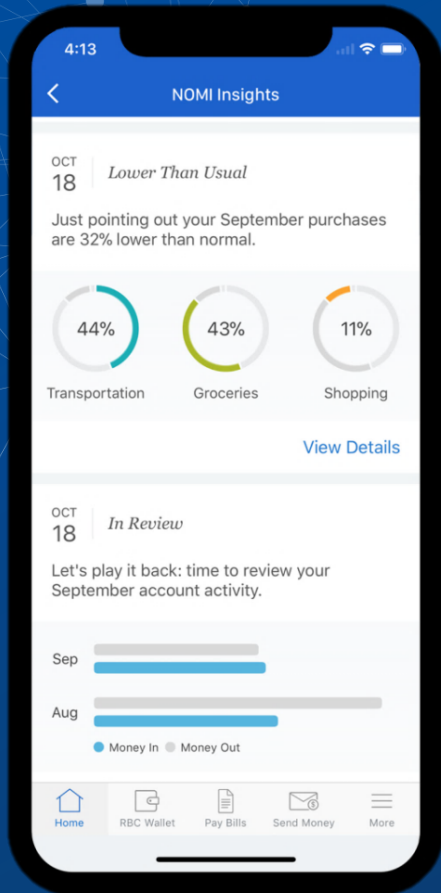 4:13
NOMI Insights
OCT
18
Lower Than Usual
Just pointing out your September purchases
are 32% lower than normal.
44%
43%
11%
Transportation
Groceries
Shopping
View Details
OCT
18
In Review
Let's play it back: time to review your
September account activity.
Sep
Aug
Money In
Money Out
Home
RBC Wallet
Pay Bills
Send Money
More